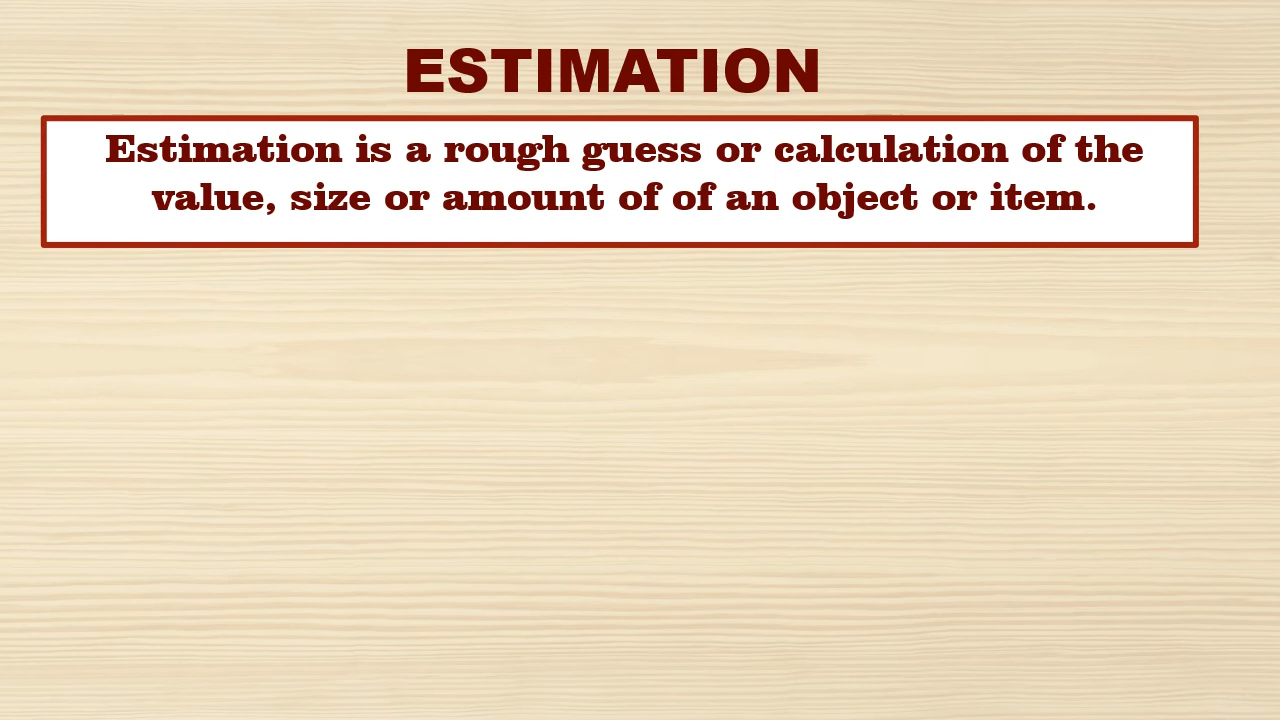 ESTIMATION
Estimation is a rough guess or calculation of the
value, size or amount of of an object or item.